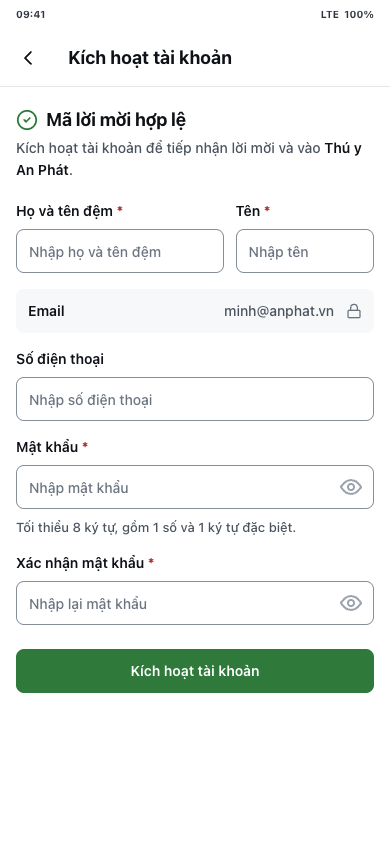 09:41 LTE 100%
Kích hoạt tài khoản
Mã lời mời hợp lệ
Kích hoạt tài khoản để tiếp nhận lời mời và vào Thú y
An Phát.
Họ và tên đệm * Tên *
Nhập họ và tên đệm Nhập tên
Email minh@anphat.vn
Số điện thoại
Nhập số điện thoại
Mật khẩu *
Nhập mật khẩu
Tối thiểu 8 ký tự, gồm 1 số và 1 ký tự đặc biệt.
Xác nhận mật khẩu *
Nhập lại mật khẩu
Kích hoạt tài khoản